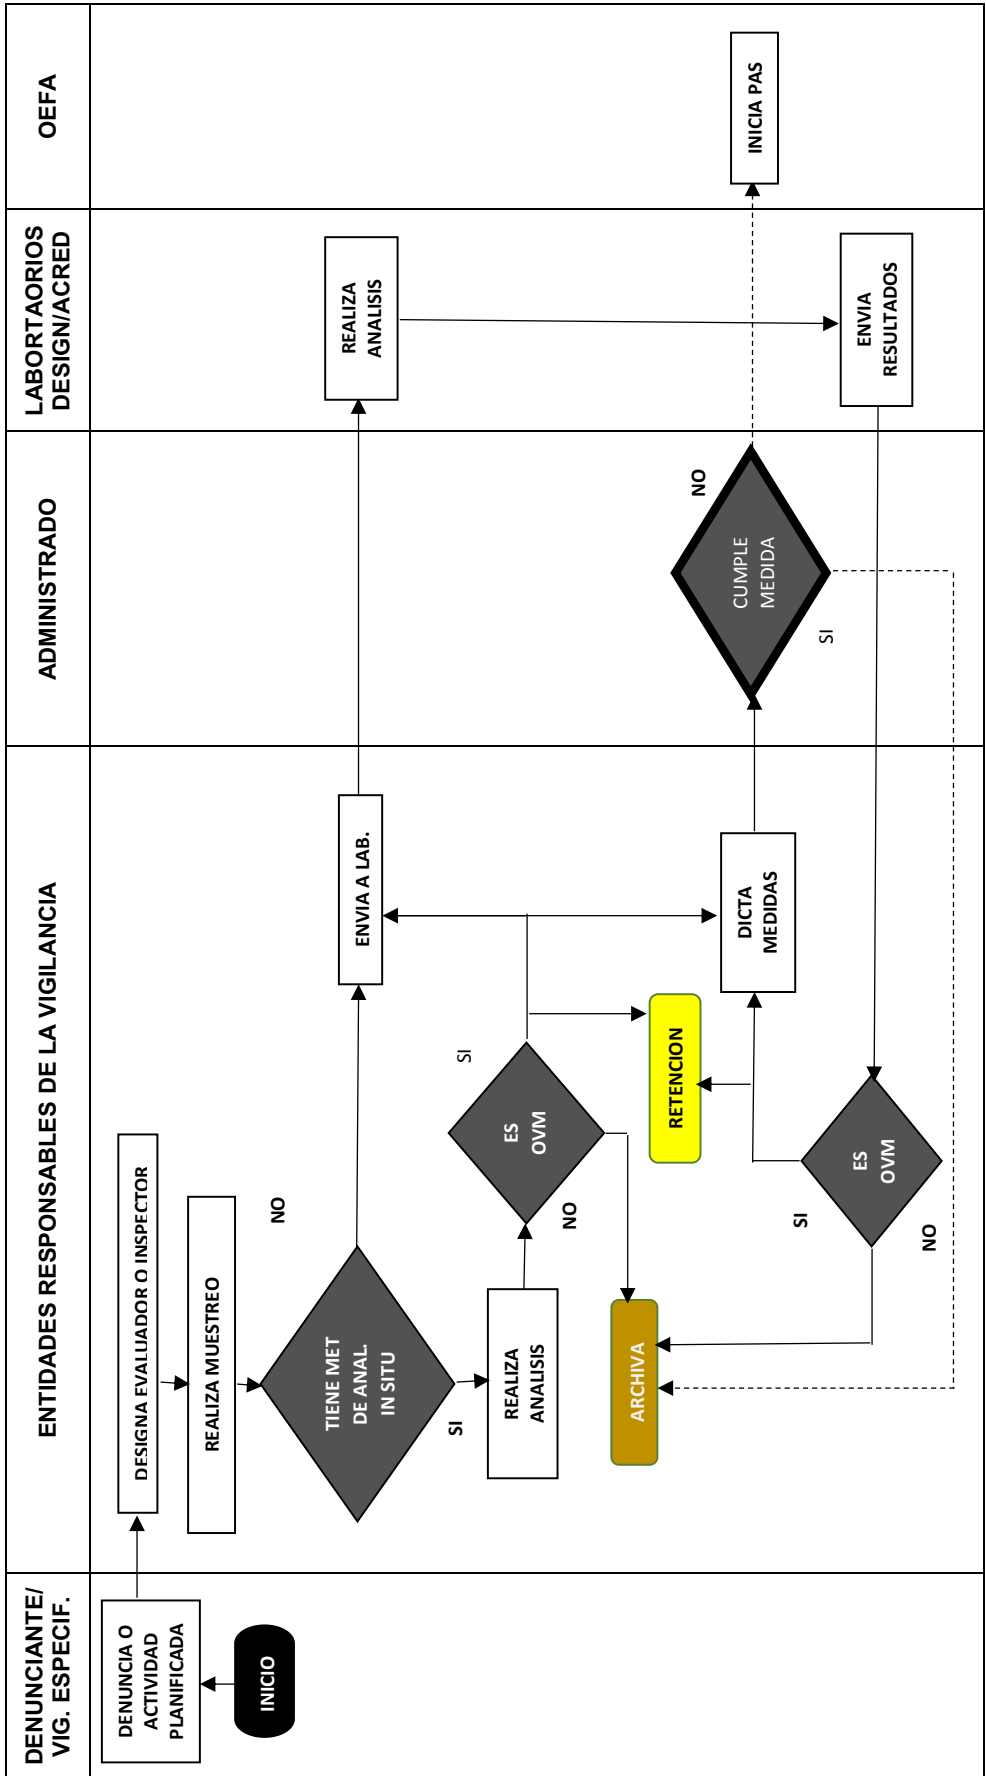 DENUNCIANTE/
VIG. ESPECIF.
ENTIDADES RESPONSABLES DE LA VIGILANCIA
ADMINISTRADO
LABORTAORIOS
DESIGN/ACRED
OEFA
DENUNCIA O
ACTIVIDAD
PLANIFICADA
INICIO
DESIGNA EVALUADOR O INSPECTOR
REALIZA MUESTREO
TIENE MET
DE ANAL.
IN SITU
NO
SI
ENVIA A LAB.
REALIZA
ANALISIS
REALIZA
ANALISIS
ES
OVM
SI
NO
ARCHIVA
RETENCION
DICTA
MEDIDAS
CUMPLE
MEDIDA
NO
SI
INICIA PAS
ENVIA
RESULTADOS
ES
OVM
SI
NO